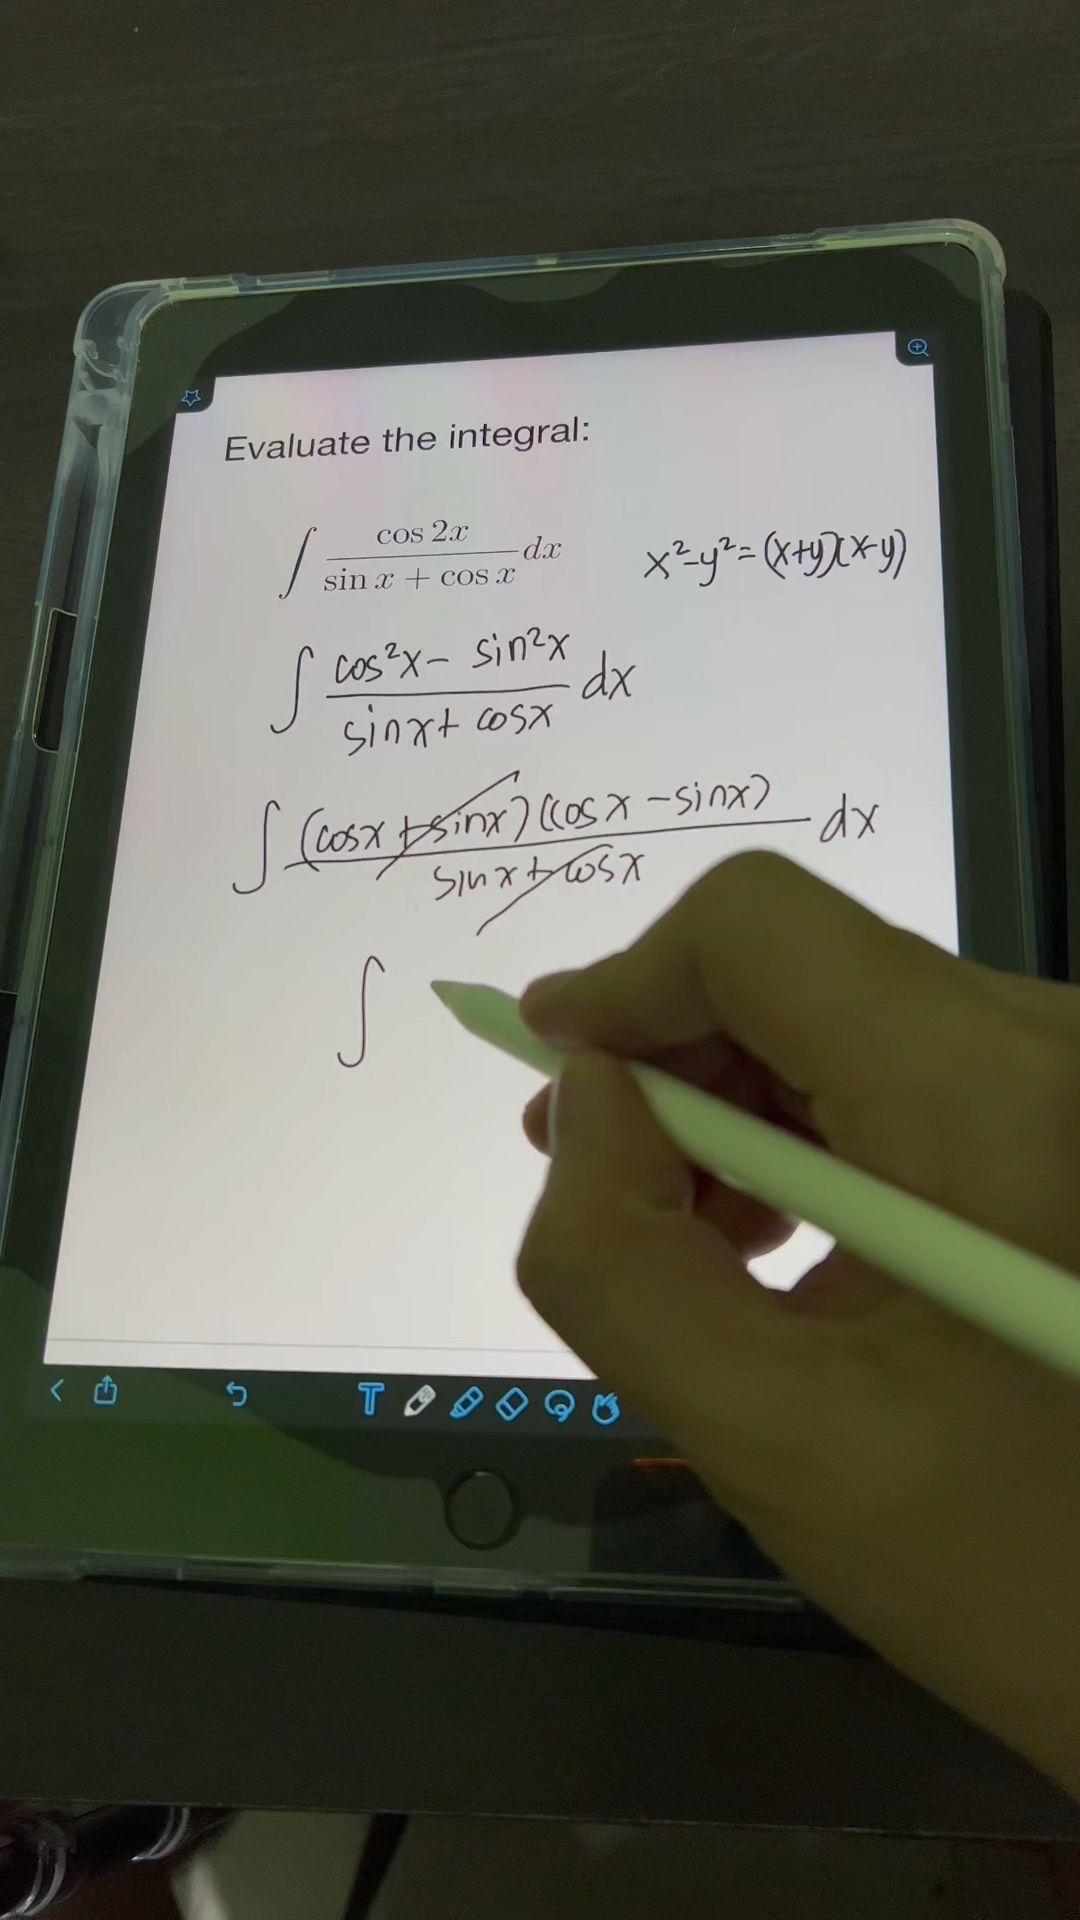 Evaluate the integral:
∫ cos 2x / (sin x + cos x) dx
x²-y²=(x+y)(x-y)
∫ cos²x - sin²x / sinx+ cosx dx
∫ (cosx + sinx)(cosx - sinx) / sinx + cosx dx
∫
T